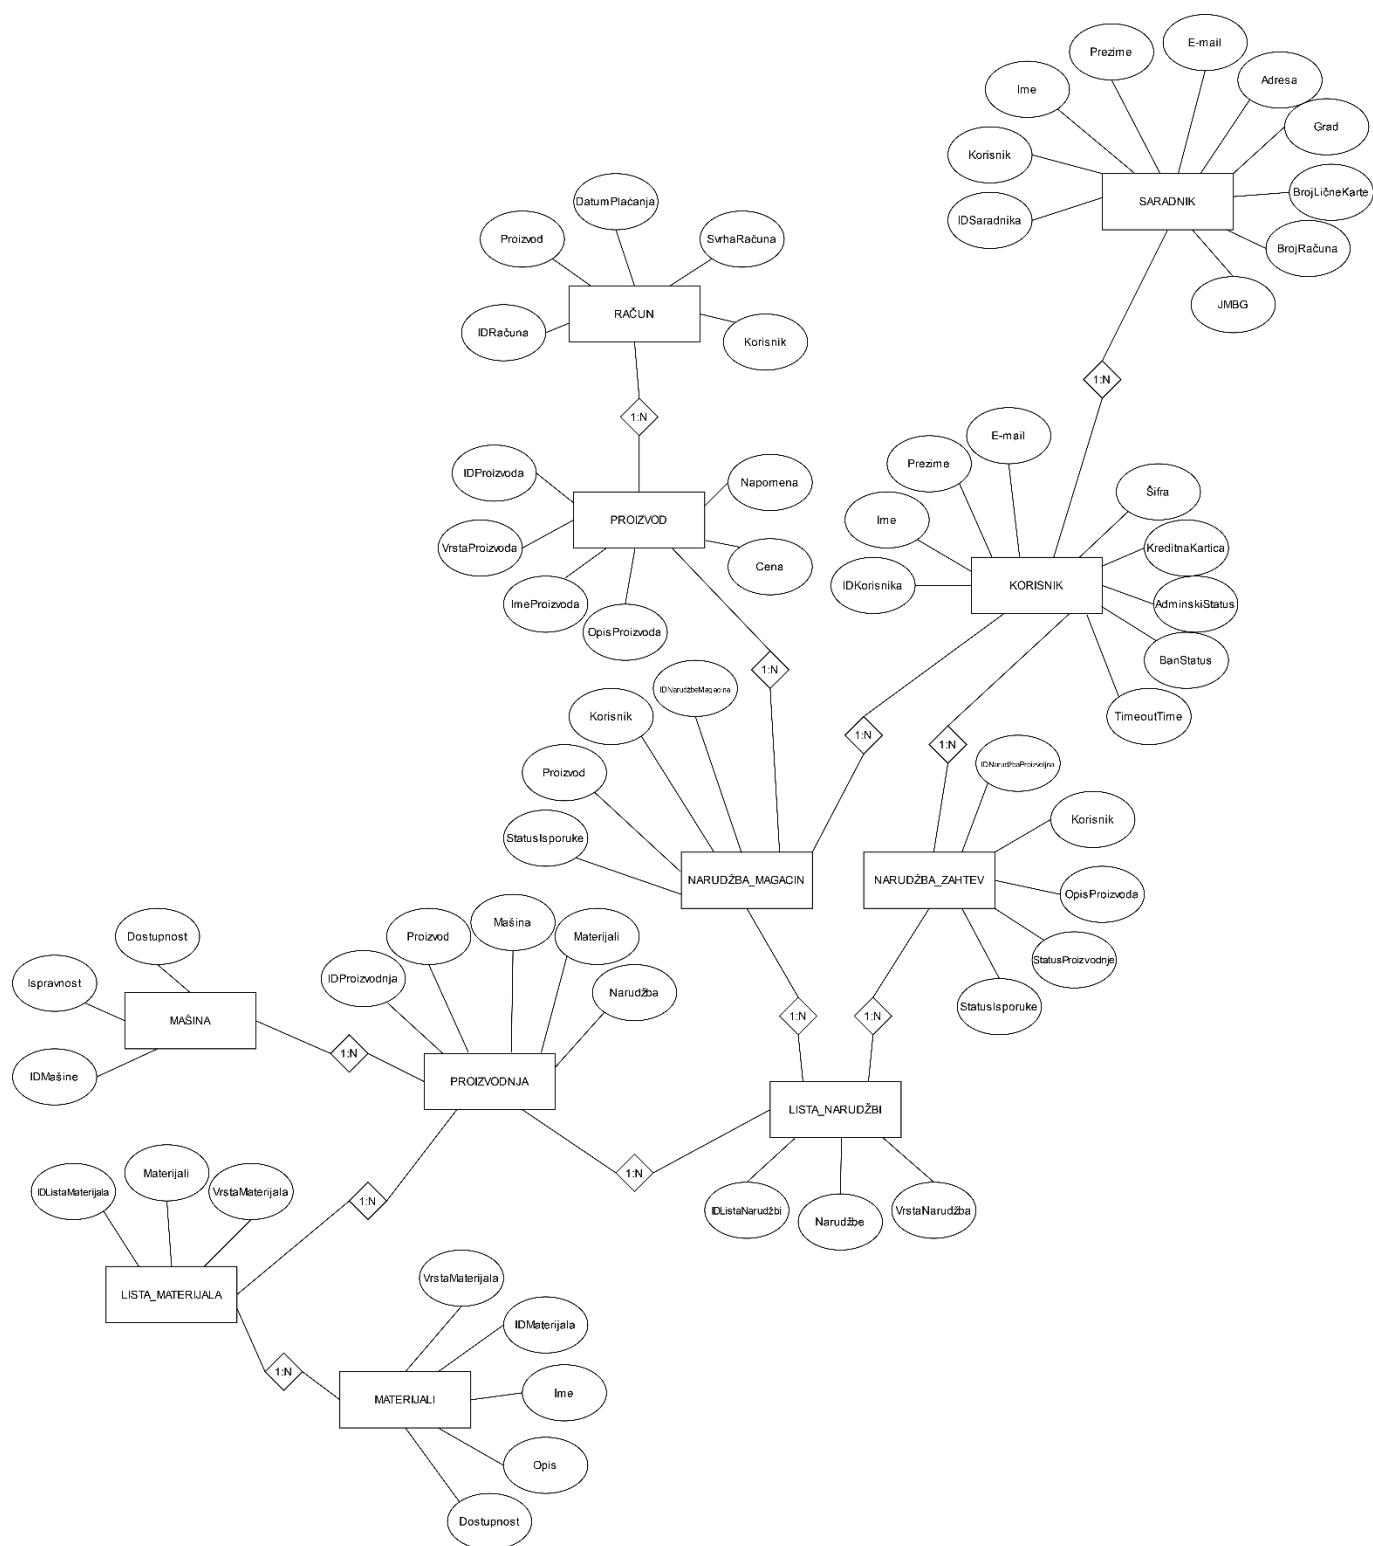 E-mail
Prezime
Adresa
Ime
Grad
Korisnik
BrojLičneKarte
SARADNIK
IDSaradnika
BrojRačuna
JMBG
DatumPlaćanja
Proizvod
SvrhaRačuna
RAČUN
IDRačuna
Korisnik
1:N
1:N
E-mail
Prezime
IDProizvoda
Napomena
Šifra
PROIZVOD
Ime
VrstaProizvoda
KreditnaKartica
Cena
IDKorisnika
KORISNIK
ImeProizvoda
AdminskiStatus
OpisProizvoda
BanStatus
1:N
IDNarudžbeMagacina
Korisnik
TimeoutTime
1:N
1:N
IDNarudžbaProizvoljna
Proizvod
Korisnik
StatusIsporuke
NARUDŽBA_MAGACIN
NARUDŽBA_ZAHTEV
OpisProizvoda
Mašina
Dostupnost
Proizvod
Materijali
StatusProizvodnje
IDProizvodnja
Ispravnost
Narudžba
StatusIsporuke
MAŠINA
1:N
1:N
1:N
IDMašine
PROIZVODNJA
LISTA_NARUDŽBI
Materijali
1:N
IDListaMaterijala
VrstaMaterijala
1:N
IDListaNarudžbi
Narudžbe
VrstaNarudžba
VrstaMaterijala
LISTA_MATERIJALA
IDMaterijala
1:N
MATERIJALI
Ime
Opis
Dostupnost